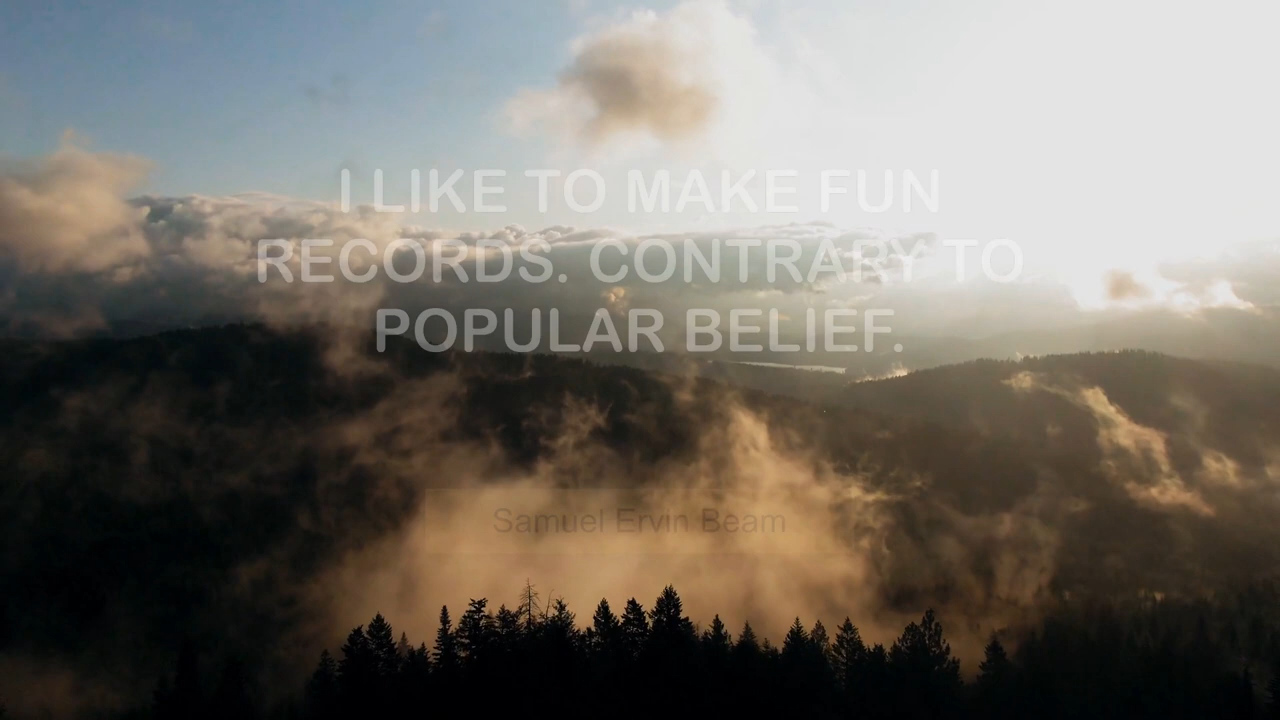 I LIKE TO MAKE FUN
RECORDS. CONTRARY TO
POPULAR BELIEF.
Samuel Ervin Beam